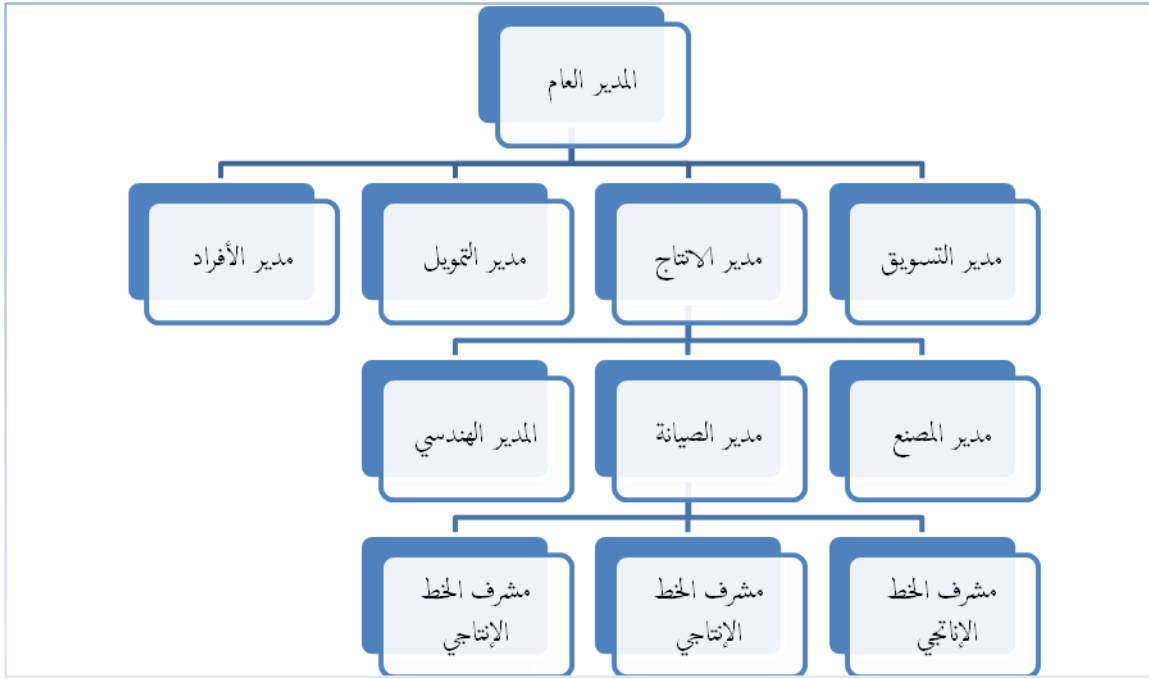 المدير العام
مدير التسويق
مدير الانتاج
مدير التمويل
مدير الأفراد
مدير المصنع
مدير الصيانة
المدير الهندسي
مشرف الخط
الإناتجي
مشرف الخط
الإنتاجي
مشرف الخط
الإنتاجي